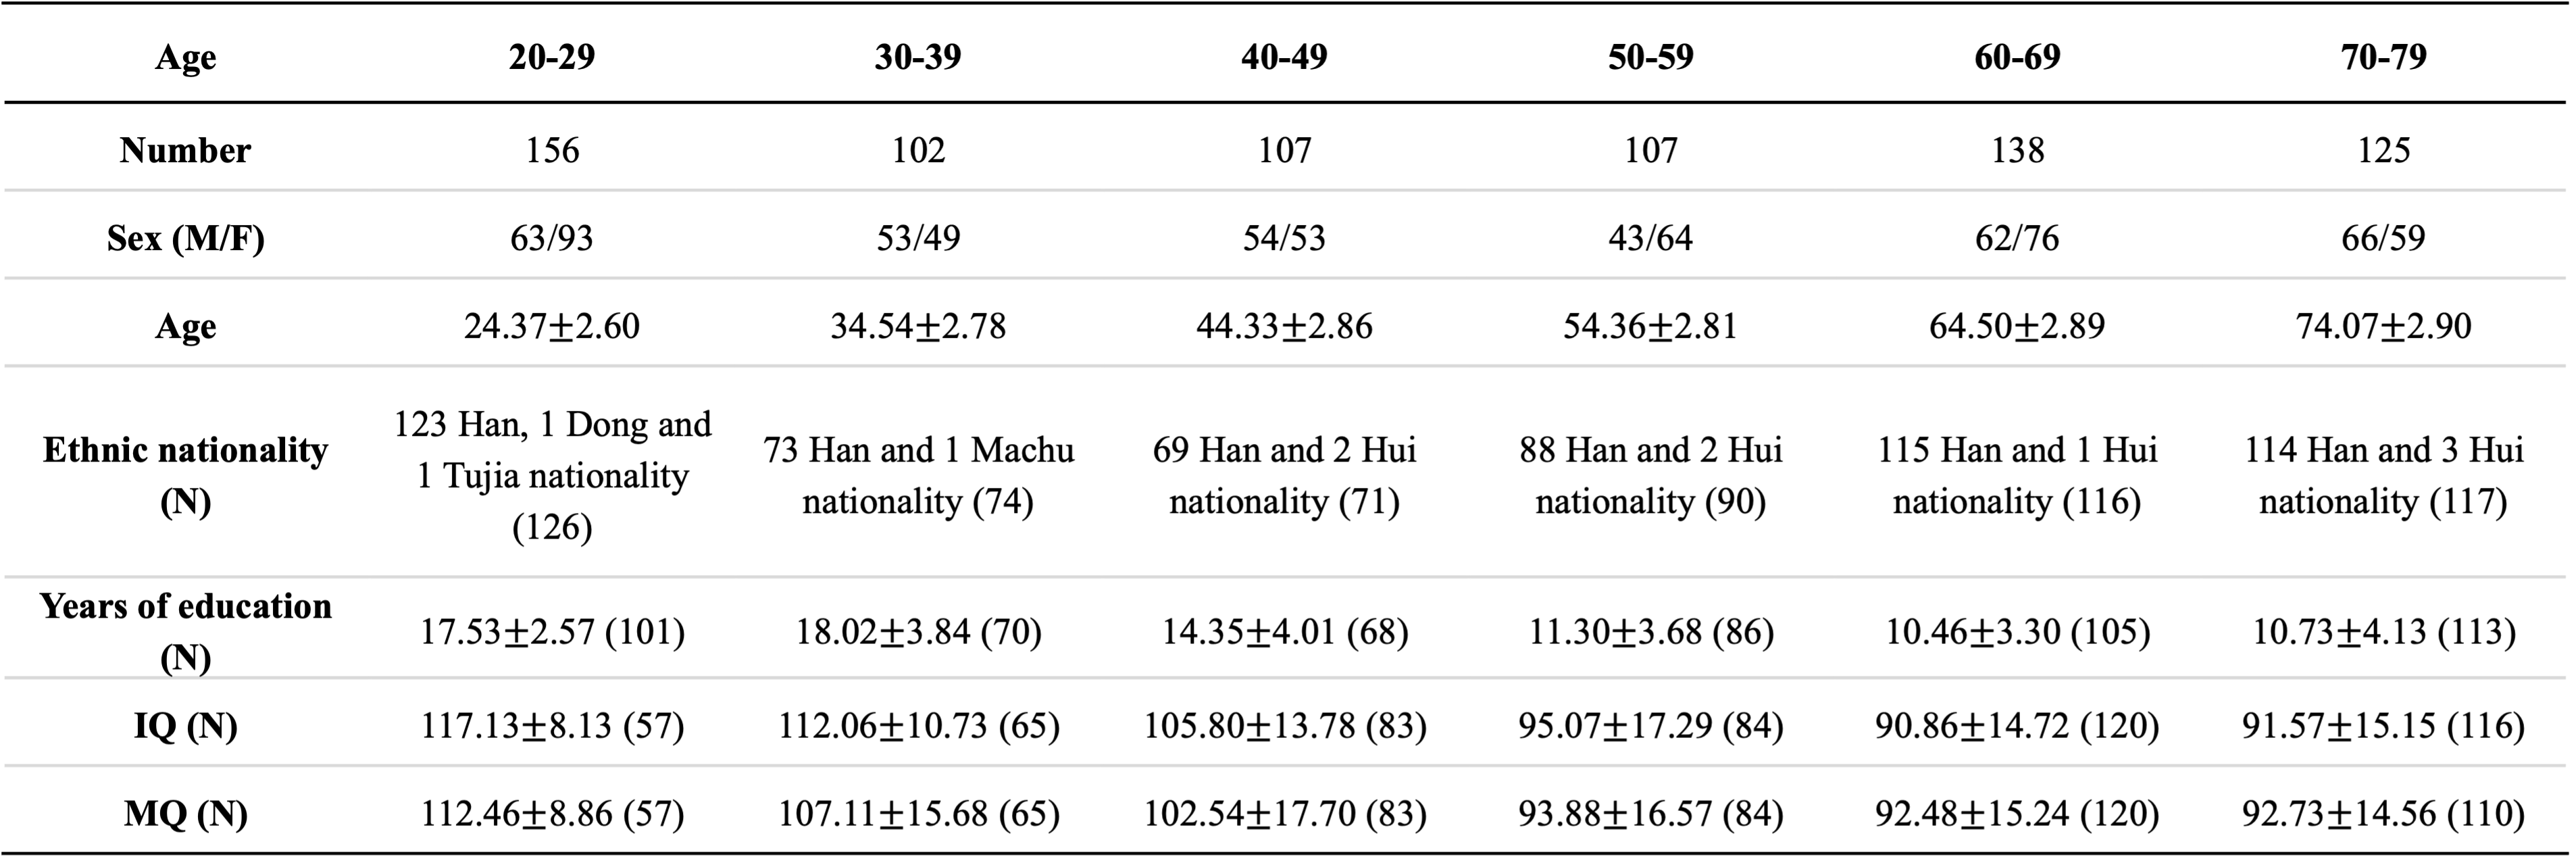 Age 20-29 30-39 40-49 50-59 60-69 70-79
Number 156 102 107 107 138 125
Sex (M/F) 63/93 53/49 54/53 43/64 62/76 66/59
Age 24.37±2.60 34.54±2.78 44.33±2.86 54.36±2.81 64.50±2.89 74.07±2.90
Ethnic nationality
(N)
123 Han, 1 Dong and
1 Tujia nationality
(126)
73 Han and 1 Machu
nationality (74)
69 Han and 2 Hui
nationality (71)
88 Han and 2 Hui
nationality (90)
115 Han and 1 Hui
nationality (116)
114 Han and 3 Hui
nationality (117)
Years of education
(N)
17.53±2.57 (101) 18.02±3.84 (70) 14.35±4.01 (68) 11.30±3.68 (86) 10.46±3.30 (105) 10.73±4.13 (113)
IQ (N) 117.13±8.13 (57) 112.06±10.73 (65) 105.80±13.78 (83) 95.07±17.29 (84) 90.86±14.72 (120) 91.57±15.15 (116)
MQ (N) 112.46±8.86 (57) 107.11±15.68 (65) 102.54±17.70 (83) 93.88±16.57 (84) 92.48±15.24 (120) 92.73±14.56 (110)